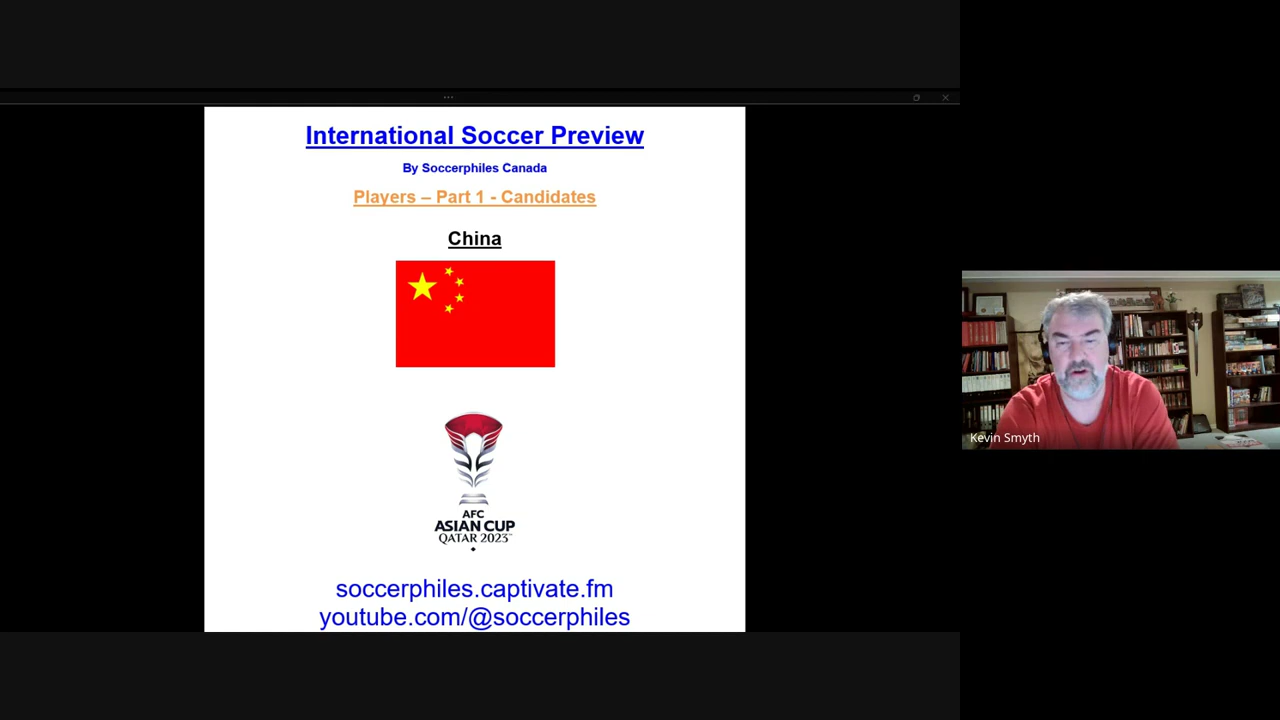 International Soccer Preview
By Soccerphiles Canada
Players – Part 1 - Candidates
China
AFC
ASIAN CUP
QATAR 2023™
soccerphiles.captivate.fm
youtube.com/@soccerphiles
Kevin Smyth